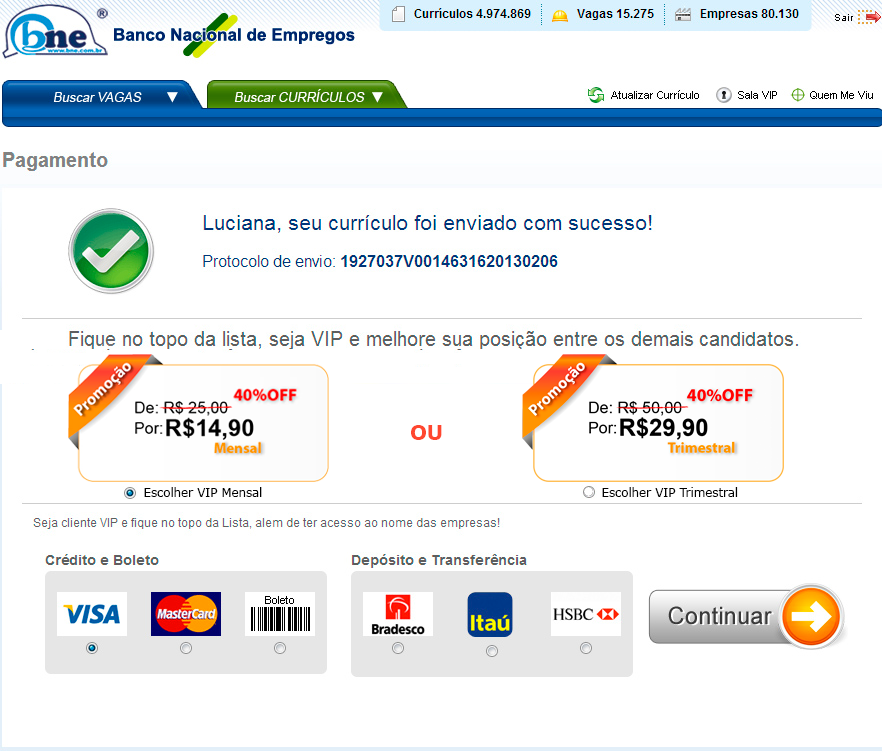 bne
®
www.bne.com.br
Banco Nacional de Empregos
Currículos 4.974.869
Vagas 15.275
Empresas 80.130
Sair
Buscar VAGAS
Buscar CURRÍCULOS
Atualizar Currículo
Sala VIP
Quem Me Viu
Pagamento
Luciana, seu currículo foi enviado com sucesso!
Protocolo de envio: 1927037V0014631620130206
Fique no topo da lista, seja VIP e melhore sua posição entre os demais candidatos.
Promoção
40%OFF
De: R$ 25,00
Por:R$14,90
Mensal
Escolher VIP Mensal
OU
Promoção
40%OFF
De: R$ 50,00
Por:R$29,90
Trimestral
Escolher VIP Trimestral
Seja cliente VIP e fique no topo da Lista, alem de ter acesso ao nome das empresas!
Crédito e Boleto
VISA
MasterCard
Boleto
Depósito e Transferência
Bradesco
Itaú
HSBC
Continuar